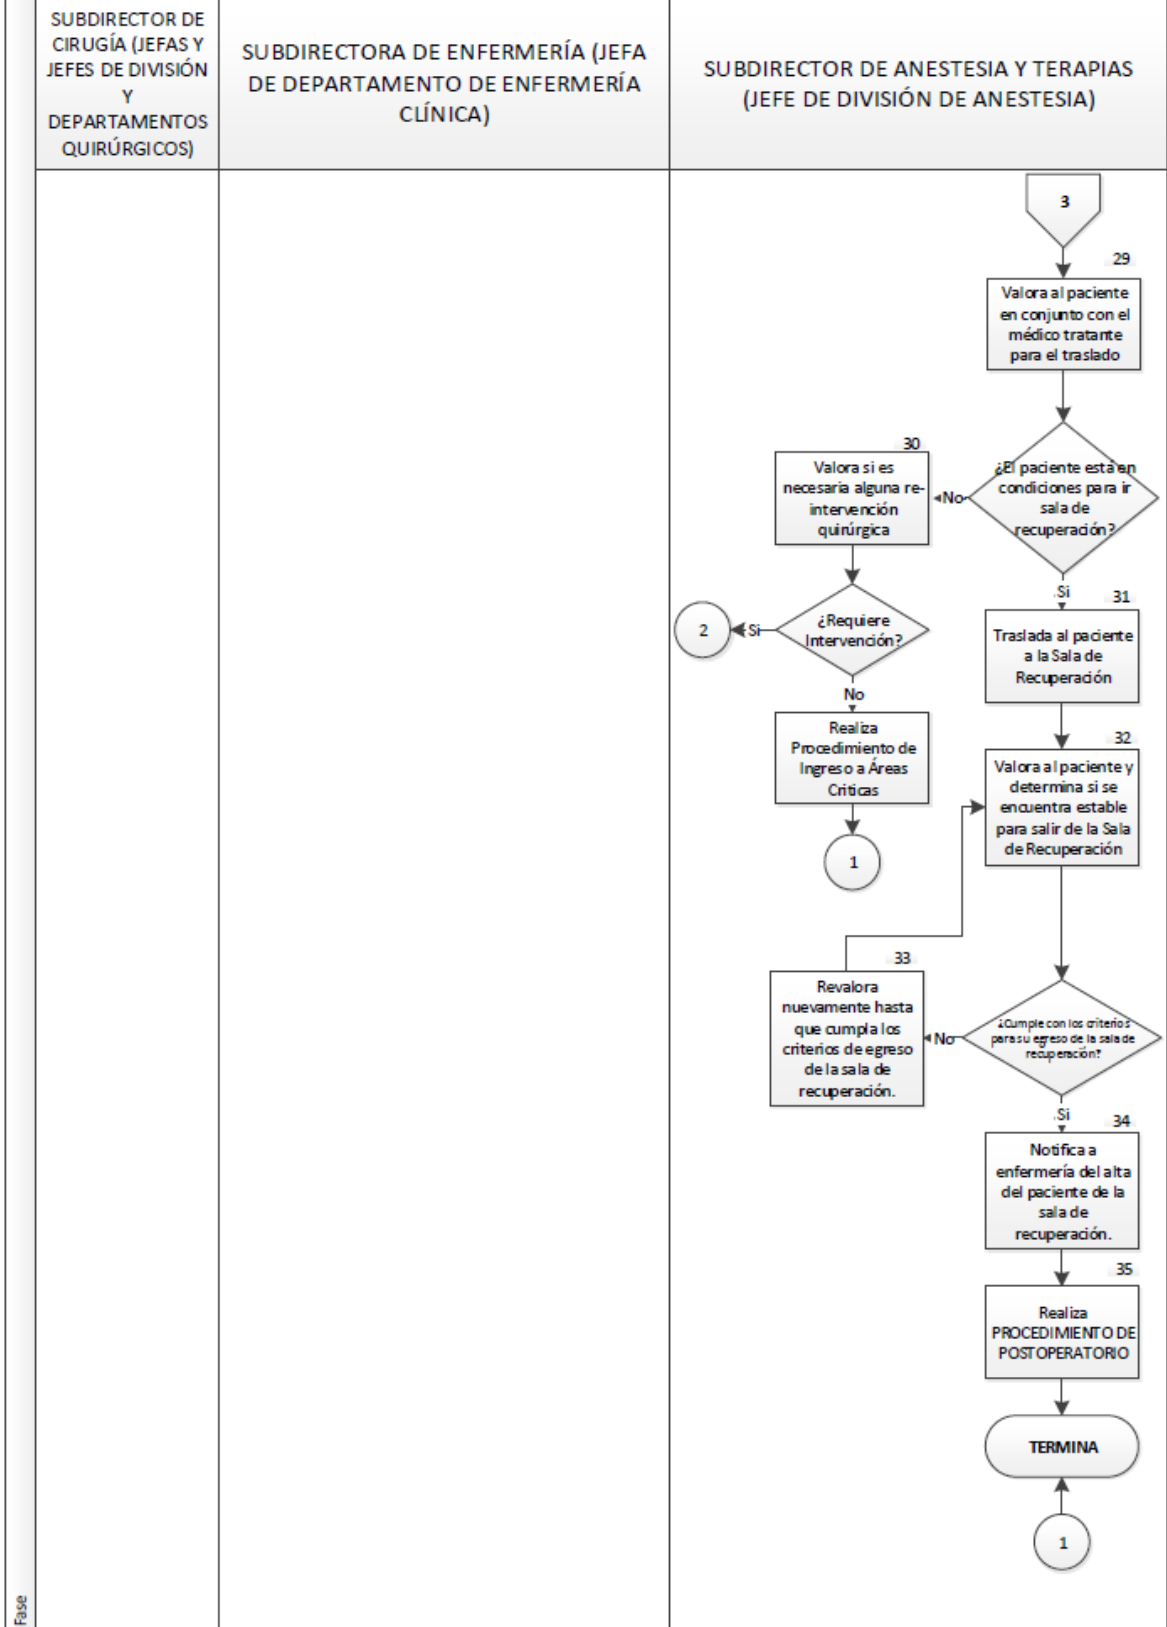 SUBDIRECTOR DE
CIRUGÍA (JEFAS Y
JEFES DE DIVISIÓN
Y
DEPARTAMENTOS
QUIRÚRGICOS)
SUBDIRECTORA DE ENFERMERÍA (JEFA
DE DEPARTAMENTO DE ENFERMERÍA
CLÍNICA)
SUBDIRECTOR DE ANESTESIA Y TERAPIAS
(JEFE DE DIVISIÓN DE ANESTESIA)
3
29
Valora al paciente
en conjunto con el
médico tratante
para el traslado
¿El paciente está en
condiciones para ir
sala de
recuperación?
No
30
Valora si es
necesaria alguna re-
intervención
quirúrgica
¿Requiere
Intervención?
Si
2
No
Realiza
Procedimiento de
Ingreso a Áreas
Criticas
1
.Si
31
Traslada al paciente
a la Sala de
Recuperación
32
Valora al paciente y
determina si se
encuentra estable
para salir de la Sala
de Recuperación
¿Cumple con los criterios
para su egreso de la sala de
recuperación?
No
33
Revalora
nuevamente hasta
que cumpla los
criterios de egreso
de la sala de
recuperación.
.Si
34
Notifica a
enfermería del alta
del paciente de la
sala de
recuperación.
35
Realiza
PROCEDIMIENTO DE
POSTOPERATORIO
TERMINA
1
Fase